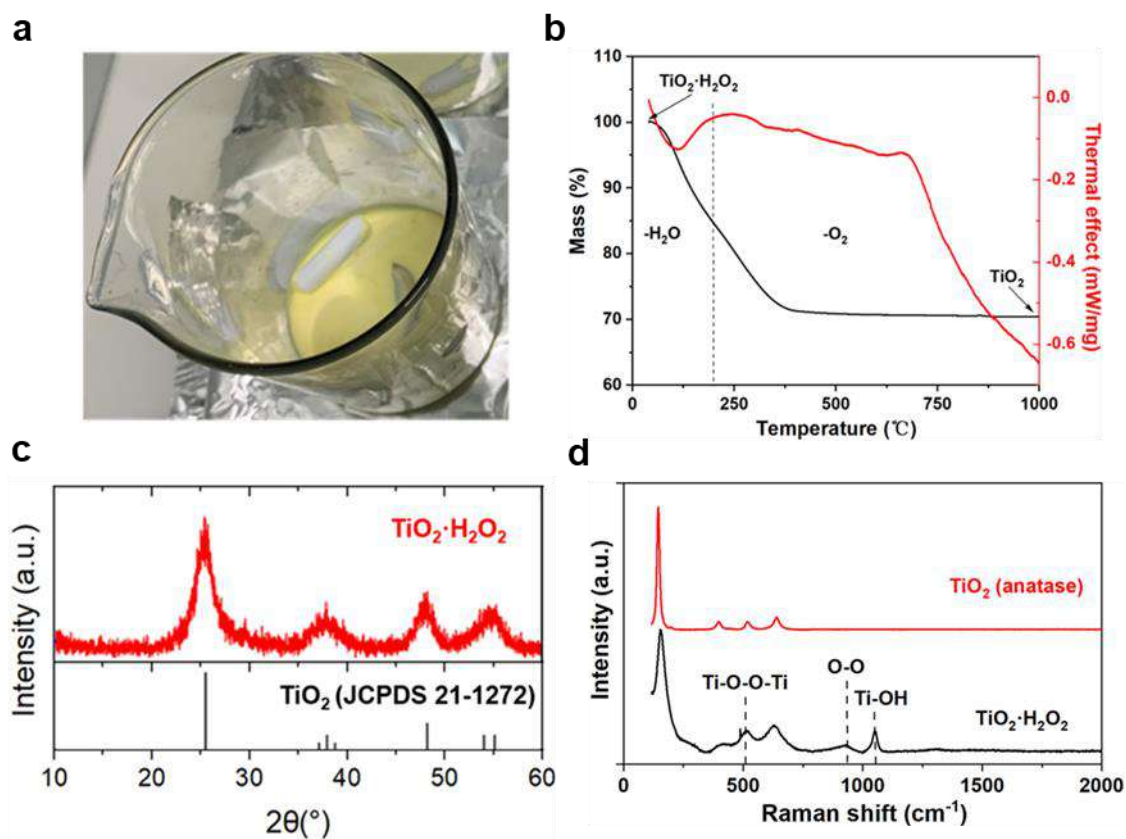 a
b
110
100
90
80
70
60
Mass (%)
TiO₂·H₂O₂
-H₂O
-O₂
TiO₂
0.0
-0.2
-0.4
-0.6
Thermal effect (mW/mg)
0
250
500
750
1000
Temperature (℃)
c
Intensity (a.u.)
TiO₂·H₂O₂
TiO₂ (JCPDS 21-1272)
10
20
30
40
50
60
2θ(°)
d
Intensity (a.u.)
TiO₂ (anatase)
Ti-O-O-Ti
O-O
Ti-OH
TiO₂·H₂O₂
0
500
1000
1500
2000
Raman shift (cm⁻¹)